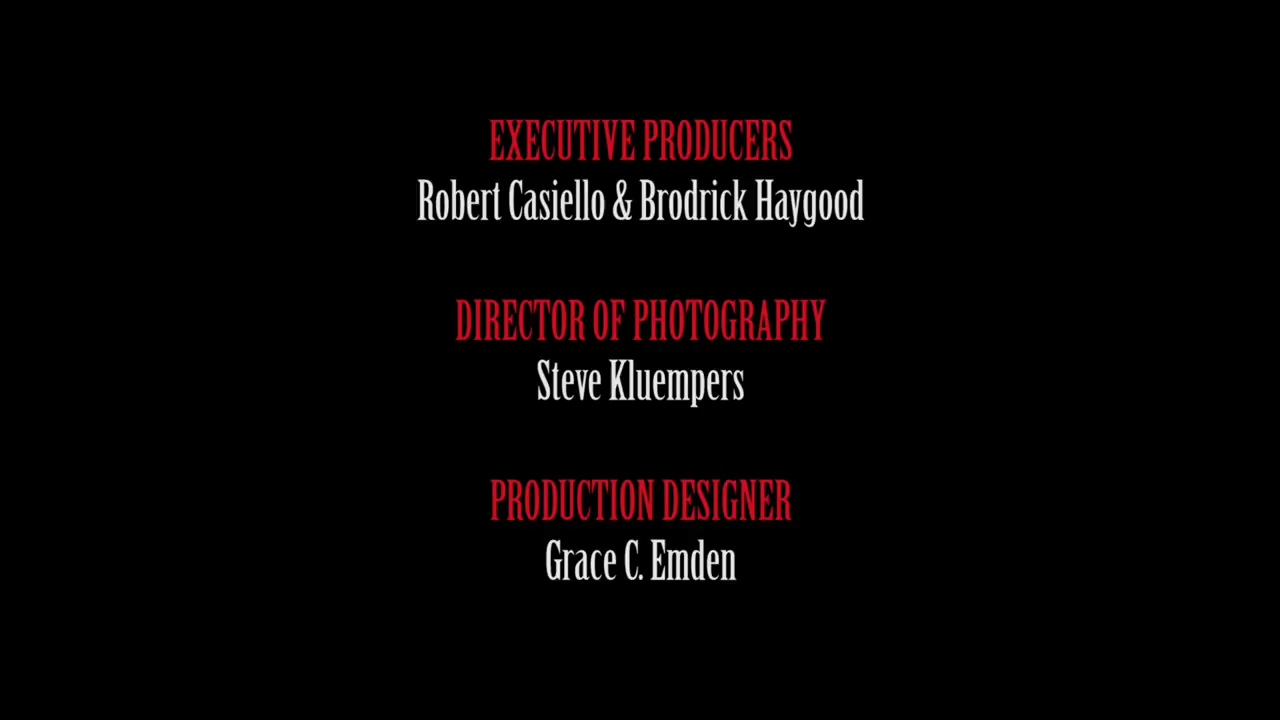 EXECUTIVE PRODUCERS
Robert Casiello & Brodrick Haygood
DIRECTOR OF PHOTOGRAPHY
Steve Kluempers
PRODUCTION DESIGNER
Grace C. Emden